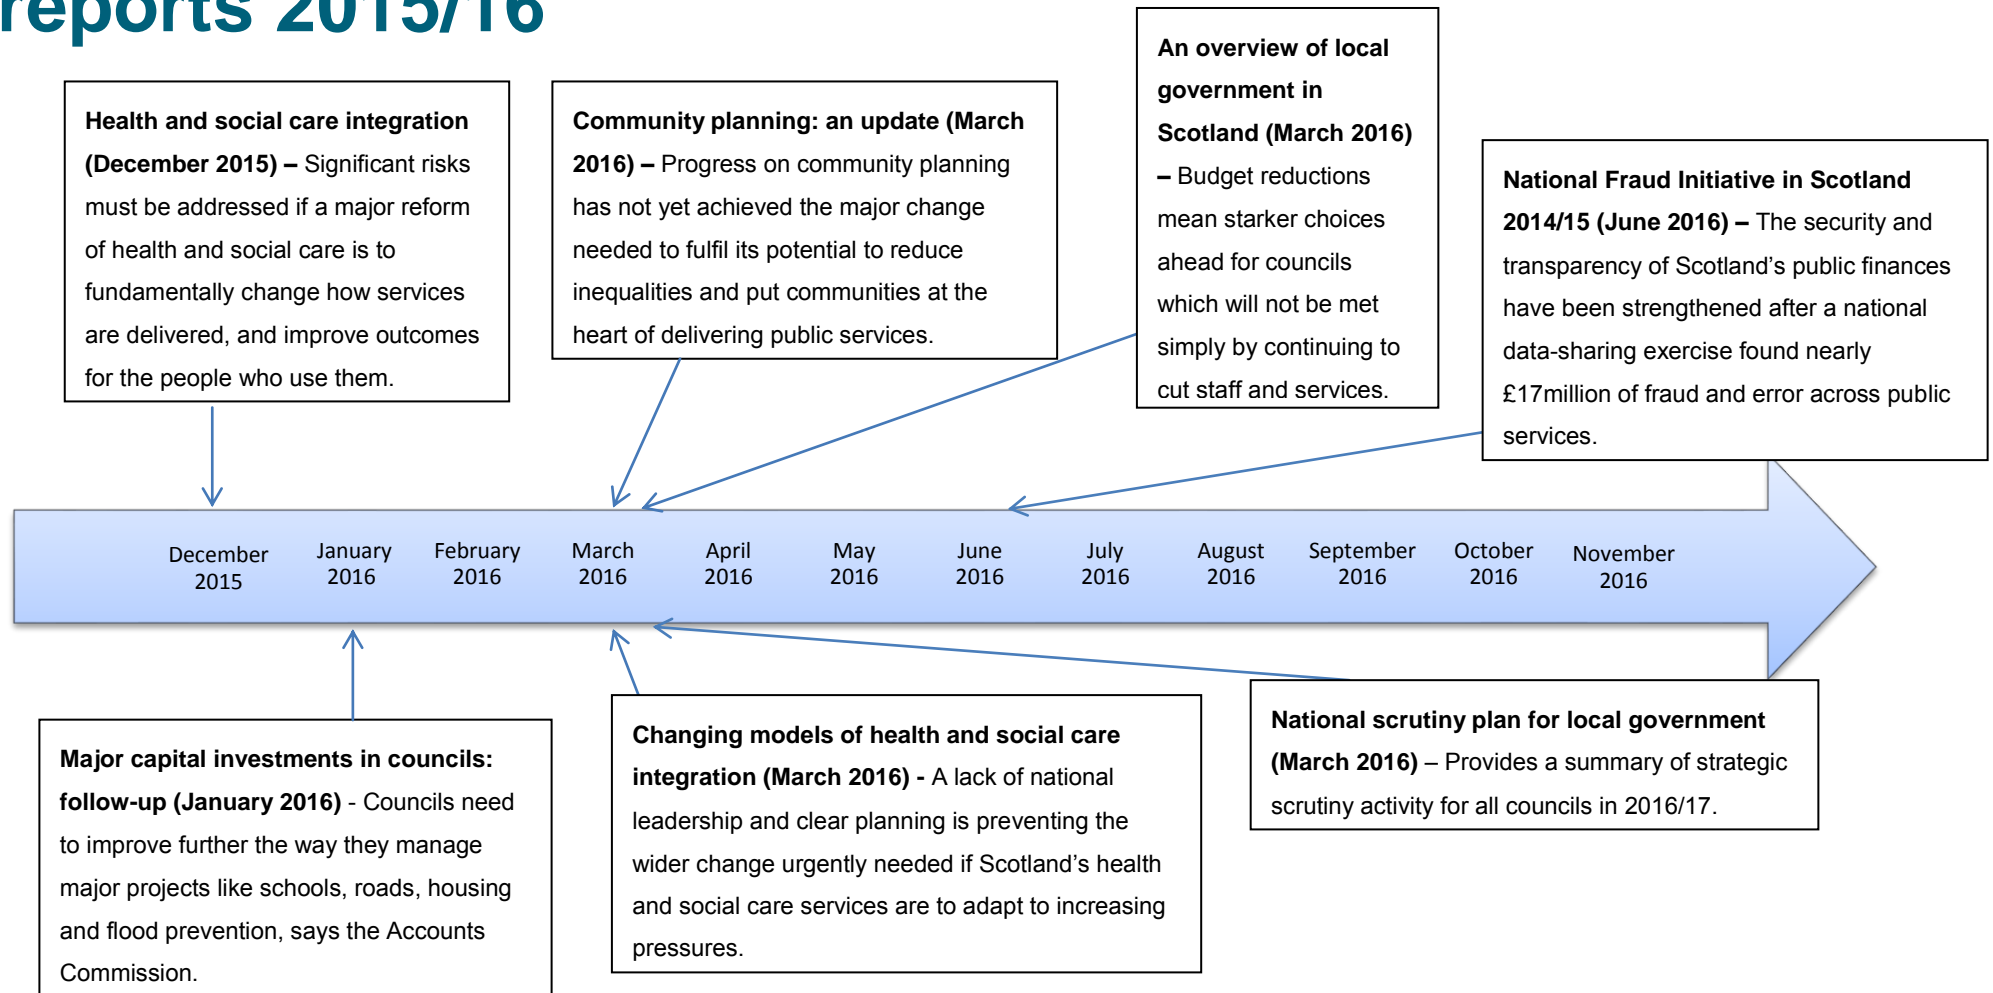 reports 2015/16
Health and social care integration
(December 2015) – Significant risks
must be addressed if a major reform
of health and social care is to
fundamentally change how services
are delivered, and improve outcomes
for the people who use them.
Community planning: an update (March
2016) – Progress on community planning
has not yet achieved the major change
needed to fulfil its potential to reduce
inequalities and put communities at the
heart of delivering public services.
An overview of local
government in
Scotland (March 2016)
– Budget reductions
mean starker choices
ahead for councils
which will not be met
simply by continuing to
cut staff and services.
National Fraud Initiative in Scotland
2014/15 (June 2016) – The security and
transparency of Scotland’s public finances
have been strengthened after a national
data-sharing exercise found nearly
£17million of fraud and error across public
services.
December
2015
January
2016
February
2016
March
2016
April
2016
May
2016
June
2016
July
2016
August
2016
September
2016
October
2016
November
2016
Major capital investments in councils:
follow-up (January 2016) - Councils need
to improve further the way they manage
major projects like schools, roads, housing
and flood prevention, says the Accounts
Commission.
Changing models of health and social care
integration (March 2016) - A lack of national
leadership and clear planning is preventing the
wider change urgently needed if Scotland’s health
and social care services are to adapt to increasing
pressures.
National scrutiny plan for local government
(March 2016) – Provides a summary of strategic
scrutiny activity for all councils in 2016/17.